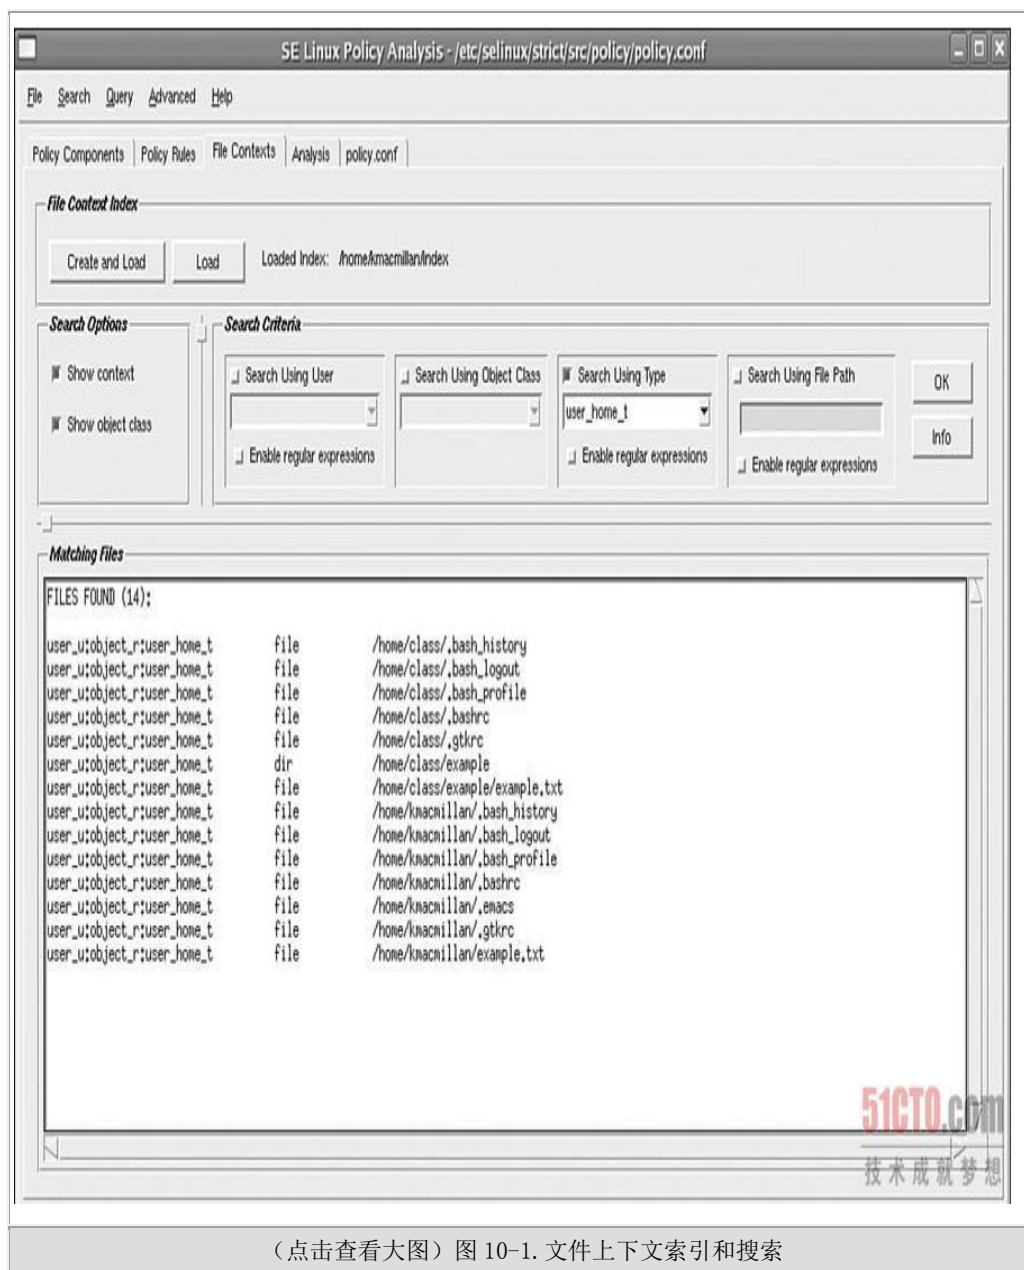 SE Linux Policy Analysis - /etc/selinux/strict/src/policy/policy.conf
File Search Query Advanced Help
Policy Components Policy Rules File Contexts Analysis policy.conf
File Context Index
Create and Load Load Loaded Index: /home/kmacmillan/index
Search Options Search Criteria
Show context Search Using User Search Using Object Class Search Using Type Search Using File Path OK
Show object class user_home_t Info
Enable regular expressions Enable regular expressions Enable regular expressions
Matching Files
FILES FOUND (14):
user_u:object_r:user_home_t file /home/class/.bash_history
user_u:object_r:user_home_t file /home/class/.bash_logout
user_u:object_r:user_home_t file /home/class/.bash_profile
user_u:object_r:user_home_t file /home/class/.bashrc
user_u:object_r:user_home_t file /home/class/.gtkrc
user_u:object_r:user_home_t dir /home/class/example
user_u:object_r:user_home_t file /home/class/example/example.txt
user_u:object_r:user_home_t file /home/kmacmillan/.bash_history
user_u:object_r:user_home_t file /home/kmacmillan/.bash_logout
user_u:object_r:user_home_t file /home/kmacmillan/.bash_profile
user_u:object_r:user_home_t file /home/kmacmillan/.bashrc
user_u:object_r:user_home_t file /home/kmacmillan/.emacs
user_u:object_r:user_home_t file /home/kmacmillan/.gtkrc
user_u:object_r:user_home_t file /home/kmacmillan/example.txt
51CTO.com
技术成就梦想
（点击查看大图）图 10-1. 文件上下文索引和搜索